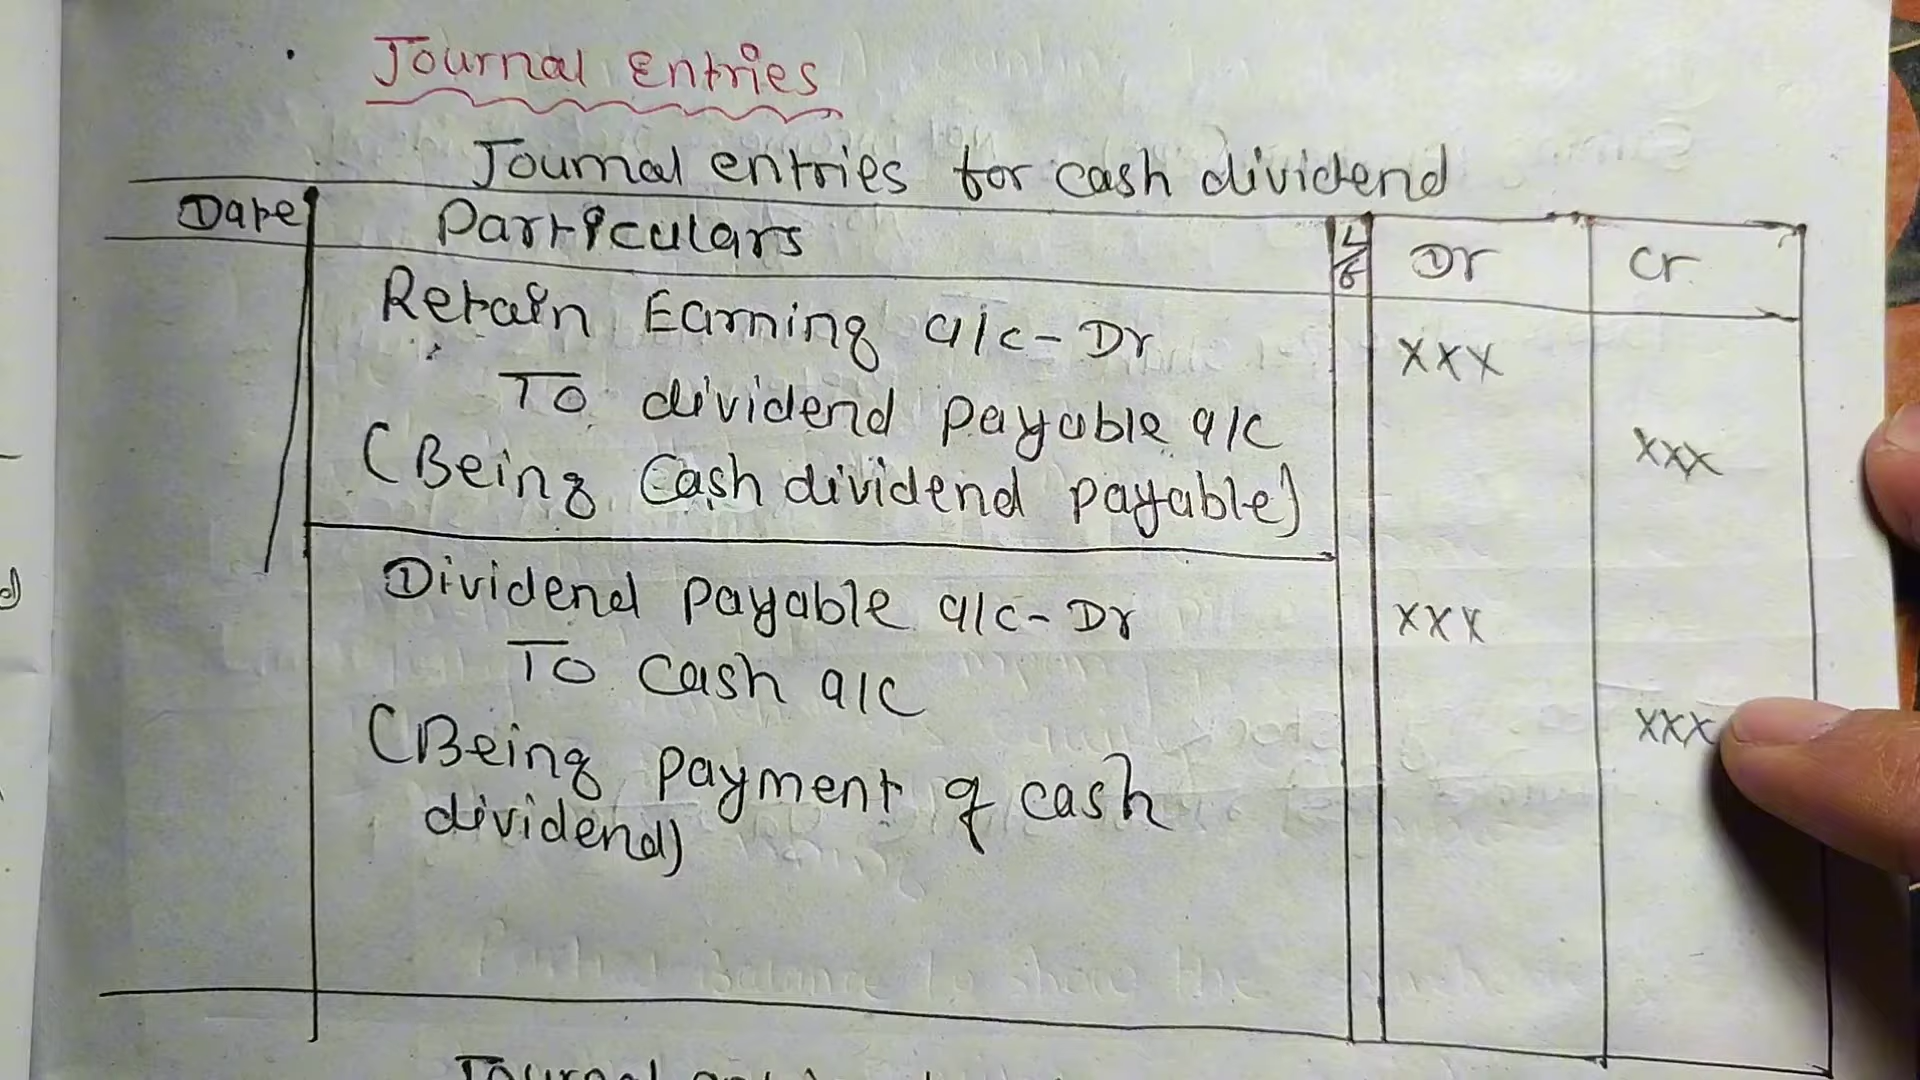 Journal Entries
Journal entries for cash dividend
Date Particulars L/F Dr Cr
Retain Earning a/c- Dr xxx
To dividend payable a/c xxx
(Being Cash dividend payable)
Dividend payable a/c- Dr xxx
To Cash a/c xxx
(Being payment of cash
dividend)
Journal